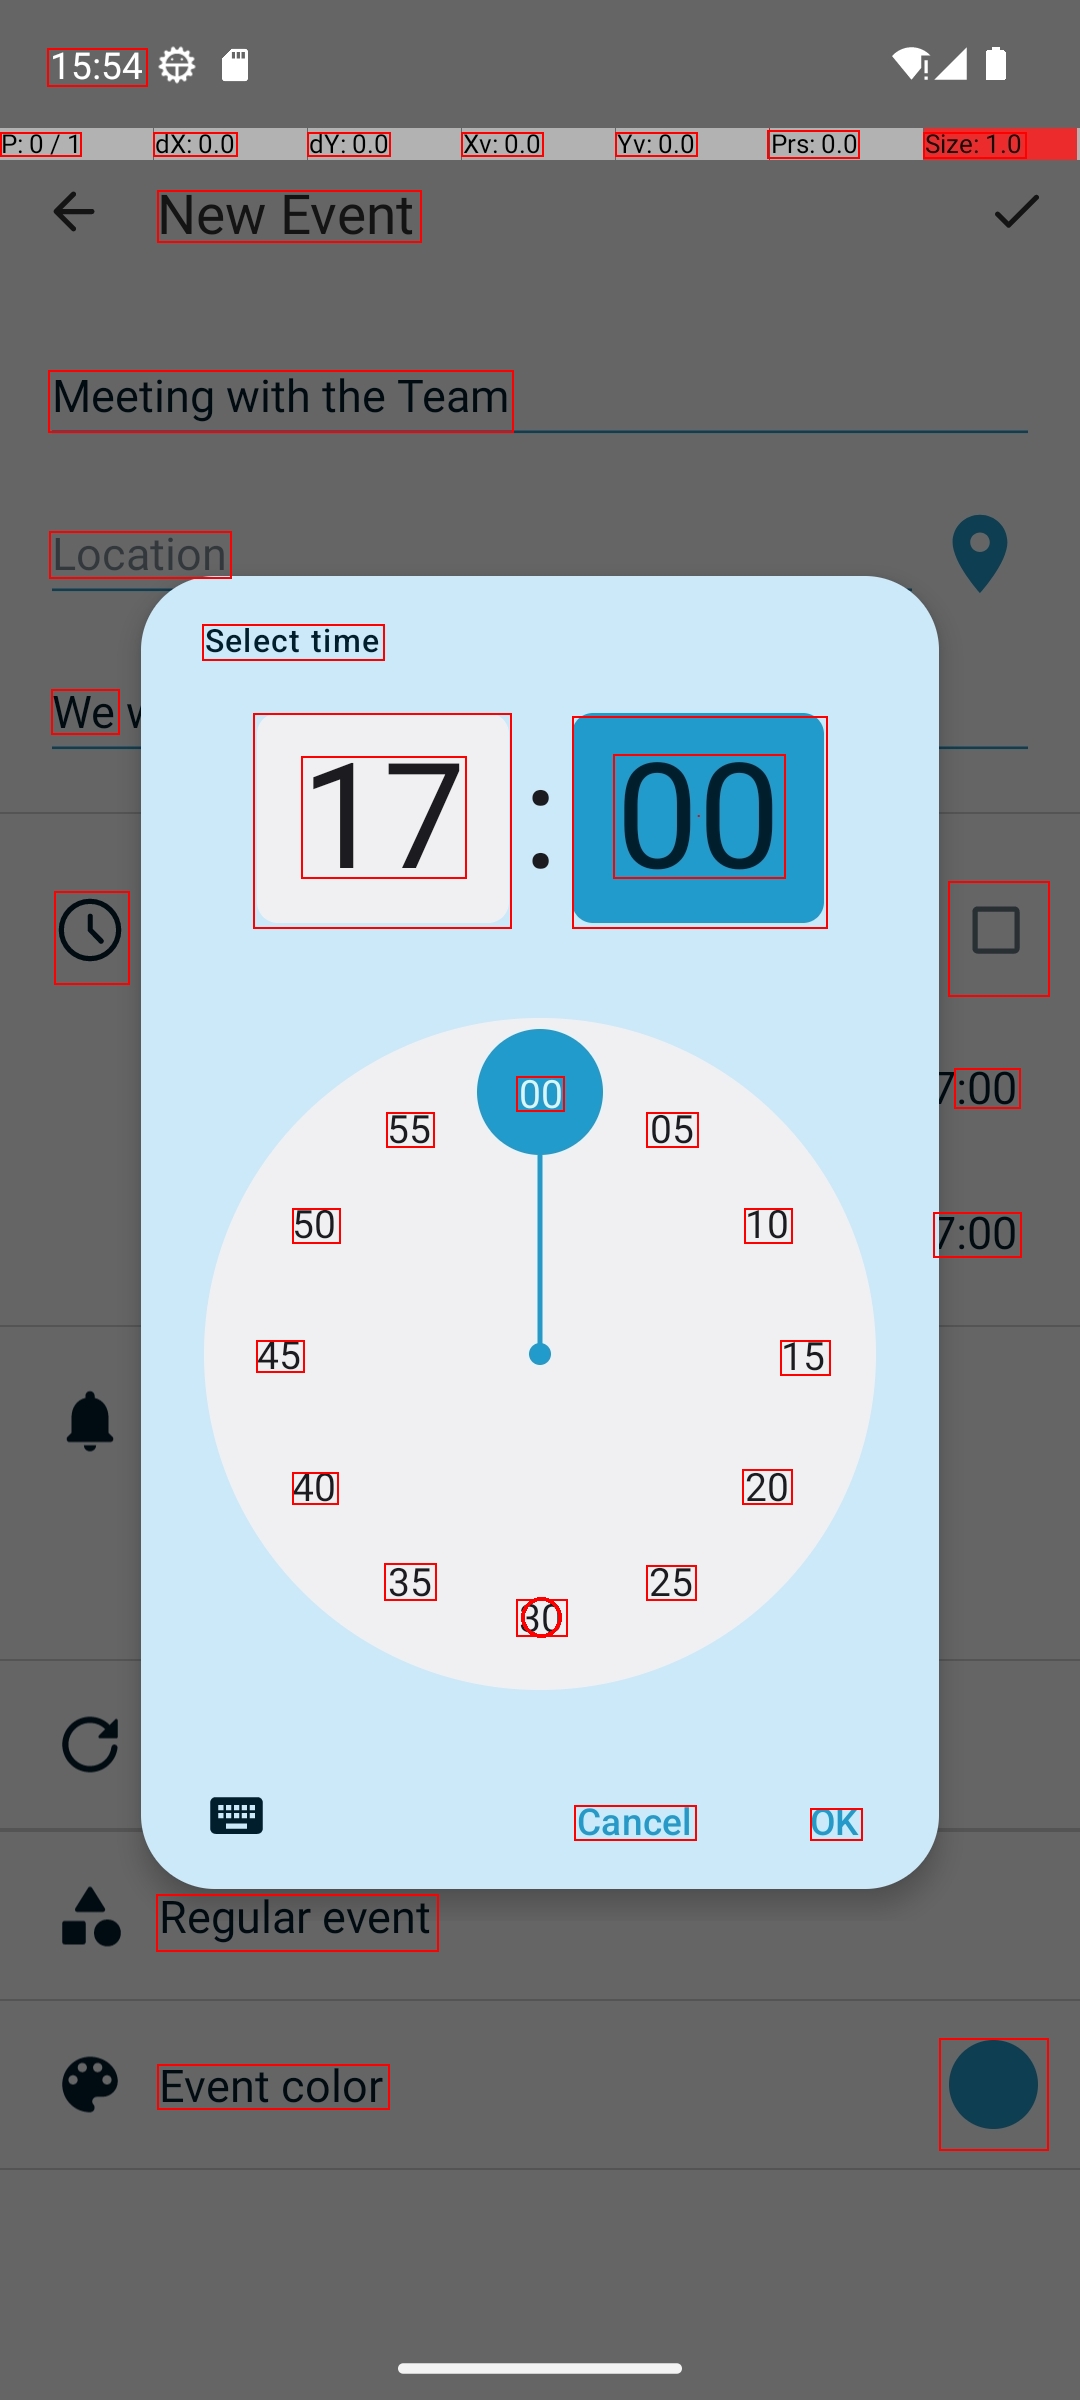 15:54
P: 0 / 1 dX: 0.0 dY: 0.0 Xv: 0.0 Yv: 0.0 Prs: 0.0 Size: 1.0
New Event
Meeting with the Team
Location
Select time
We
17 : 00
00
55 05
50 10
7:00
7:00
45 15
40 20
35 25
30
Cancel OK
Regular event
Event color